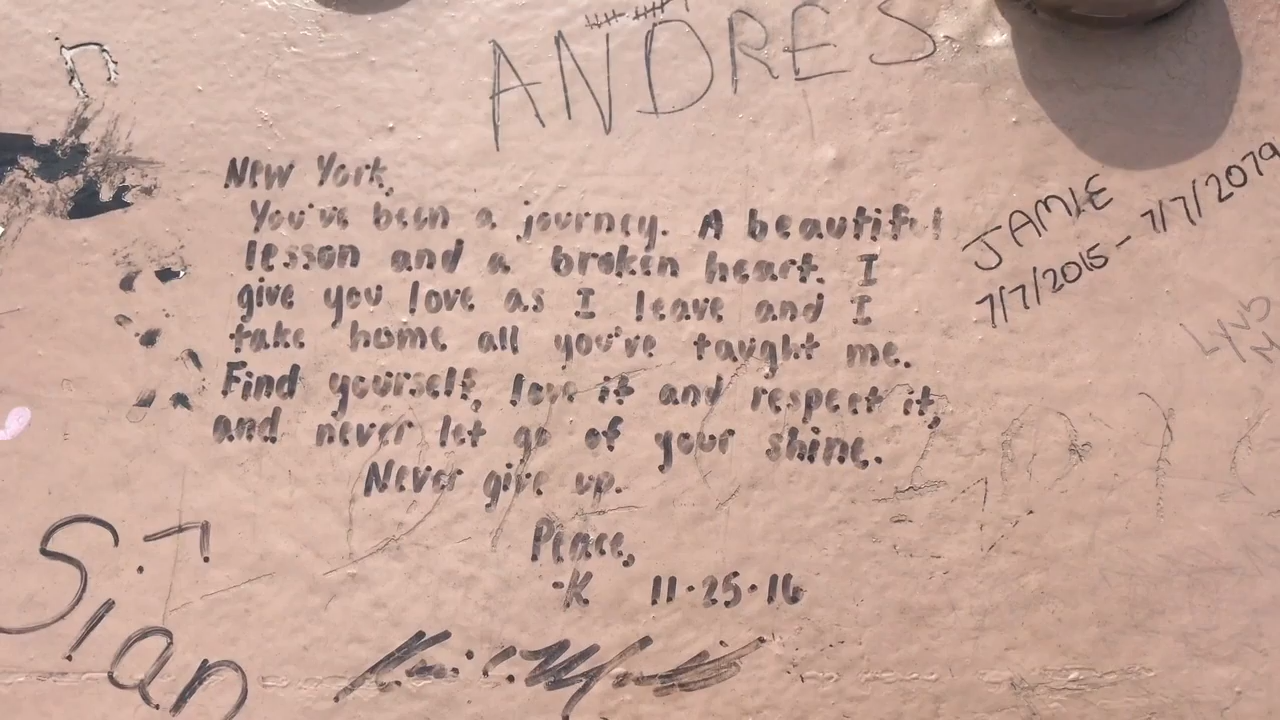 ANDRES
New York,
You've been a journey. A beautiful
lesson and a broken heart. I
give you love as I leave and I
take home all you've taught me.
Find yourself, love it and respect it,
and never let go of your shine.
Never give up.
Peace,
-K 11-25-16
JAMIE
7/7/2015 - 7/7/2079
Sian